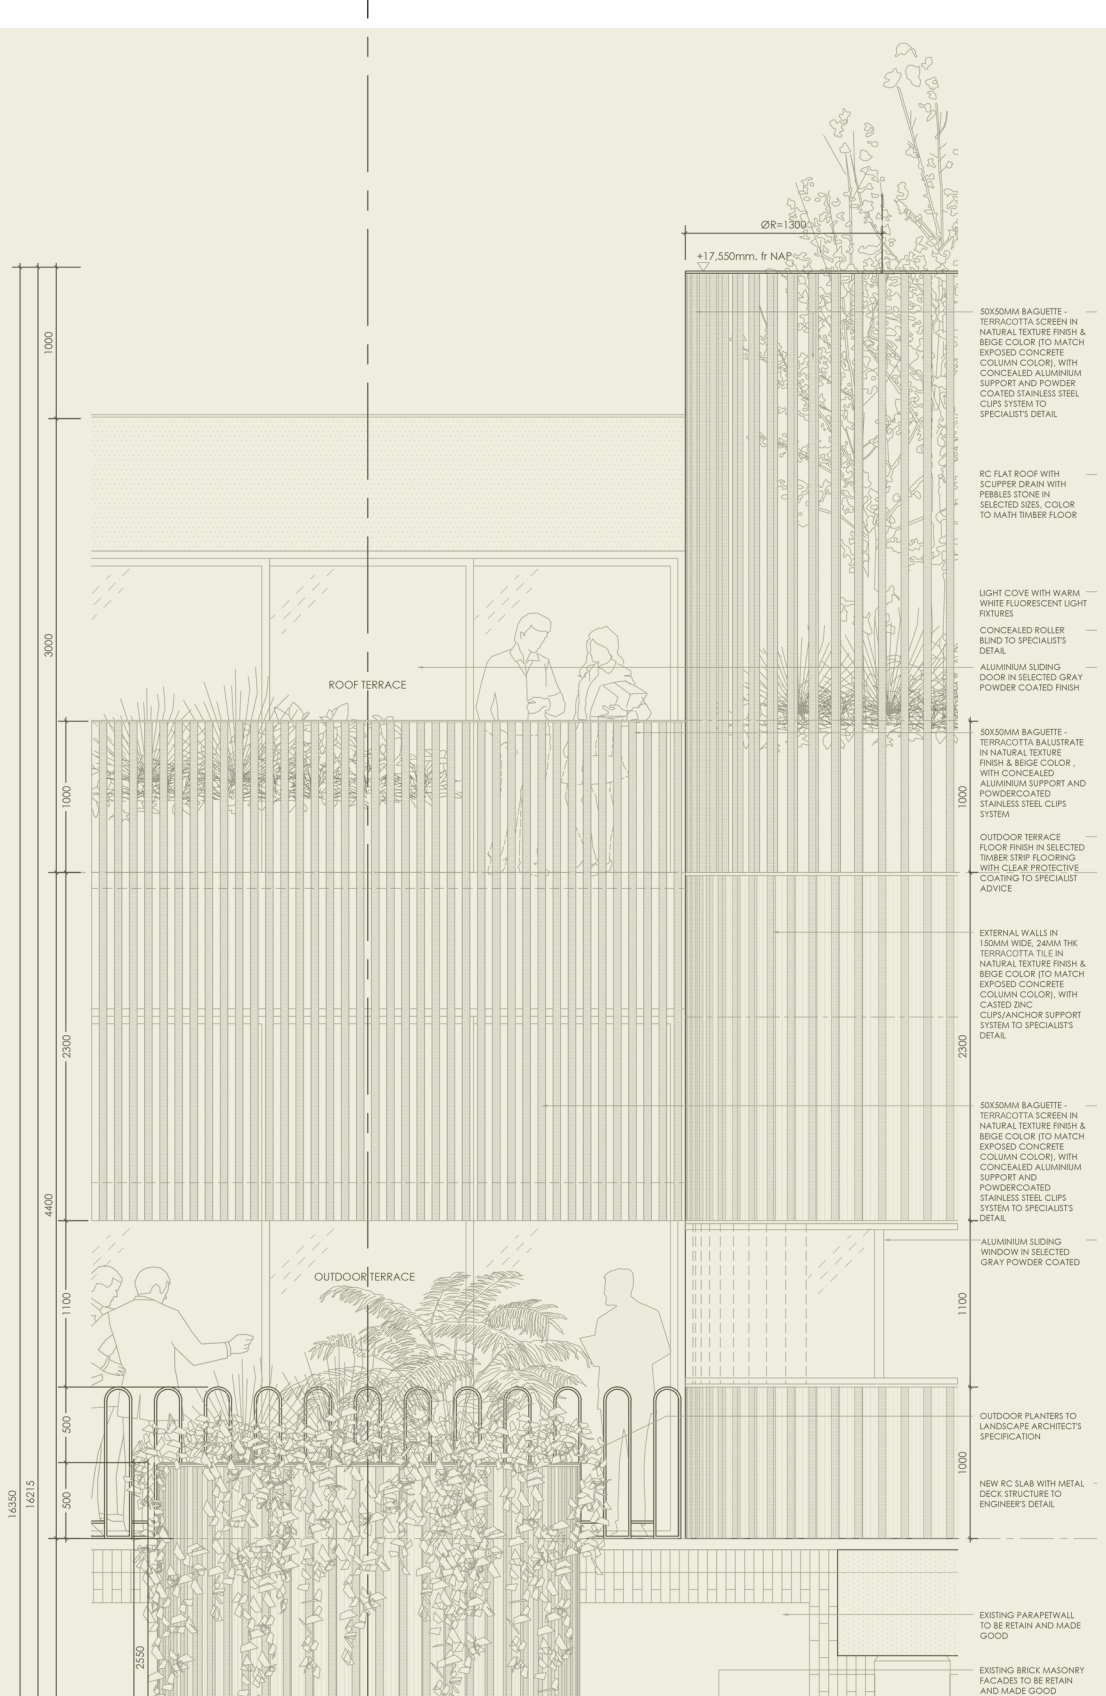 ØR=1300
+17,550mm. fr NAP
1000
3000
1000
2300
4400
1100
500
500
16350
16215
2550
ROOF TERRACE
OUTDOOR TERRACE
1000
2300
1100
1000
50X50MM BAGUETTE -
TERRACOTTA SCREEN IN
NATURAL TEXTURE FINISH &
BEIGE COLOR (TO MATCH
EXPOSED CONCRETE
COLUMN COLOR), WITH
CONCEALED ALUMINIUM
SUPPORT AND POWDER
COATED STAINLESS STEEL
CLIPS SYSTEM TO
SPECIALIST'S DETAIL
RC FLAT ROOF WITH
SCUPPER DRAIN WITH
PEBBLES STONE IN
SELECTED SIZES, COLOR
TO MATH TIMBER FLOOR
LIGHT COVE WITH WARM
WHITE FLUORESCENT LIGHT
FIXTURES
CONCEALED ROLLER
BLIND TO SPECIALIST'S
DETAIL
ALUMINIUM SLIDING
DOOR IN SELECTED GRAY
POWDER COATED FINISH
50X50MM BAGUETTE -
TERRACOTTA BALUSTRATE
IN NATURAL TEXTURE
FINISH & BEIGE COLOR ,
WITH CONCEALED
ALUMINIUM SUPPORT AND
POWDERCOATED
STAINLESS STEEL CLIPS
SYSTEM
OUTDOOR TERRACE
FLOOR FINISH IN SELECTED
TIMBER STRIP FLOORING
WITH CLEAR PROTECTIVE
COATING TO SPECIALIST
ADVICE
EXTERNAL WALLS IN
150MM WIDE, 24MM THK
TERRACOTTA TILE IN
NATURAL TEXTURE FINISH &
BEIGE COLOR (TO MATCH
EXPOSED CONCRETE
COLUMN COLOR), WITH
CASTED ZINC
CLIPS/ANCHOR SUPPORT
SYSTEM TO SPECIALIST'S
DETAIL
50X50MM BAGUETTE -
TERRACOTTA SCREEN IN
NATURAL TEXTURE FINISH &
BEIGE COLOR (TO MATCH
EXPOSED CONCRETE
COLUMN COLOR), WITH
CONCEALED ALUMINIUM
SUPPORT AND
POWDERCOATED
STAINLESS STEEL CLIPS
SYSTEM TO SPECIALIST'S
DETAIL
ALUMINIUM SLIDING
WINDOW IN SELECTED
GRAY POWDER COATED
OUTDOOR PLANTERS TO
LANDSCAPE ARCHITECT'S
SPECIFICATION
NEW RC SLAB WITH METAL
DECK STRUCTURE TO
ENGINEER'S DETAIL
EXISTING PARAPETWALL
TO BE RETAIN AND MADE
GOOD
EXISTING BRICK MASONRY
FACADES TO BE RETAIN
AND MADE GOOD